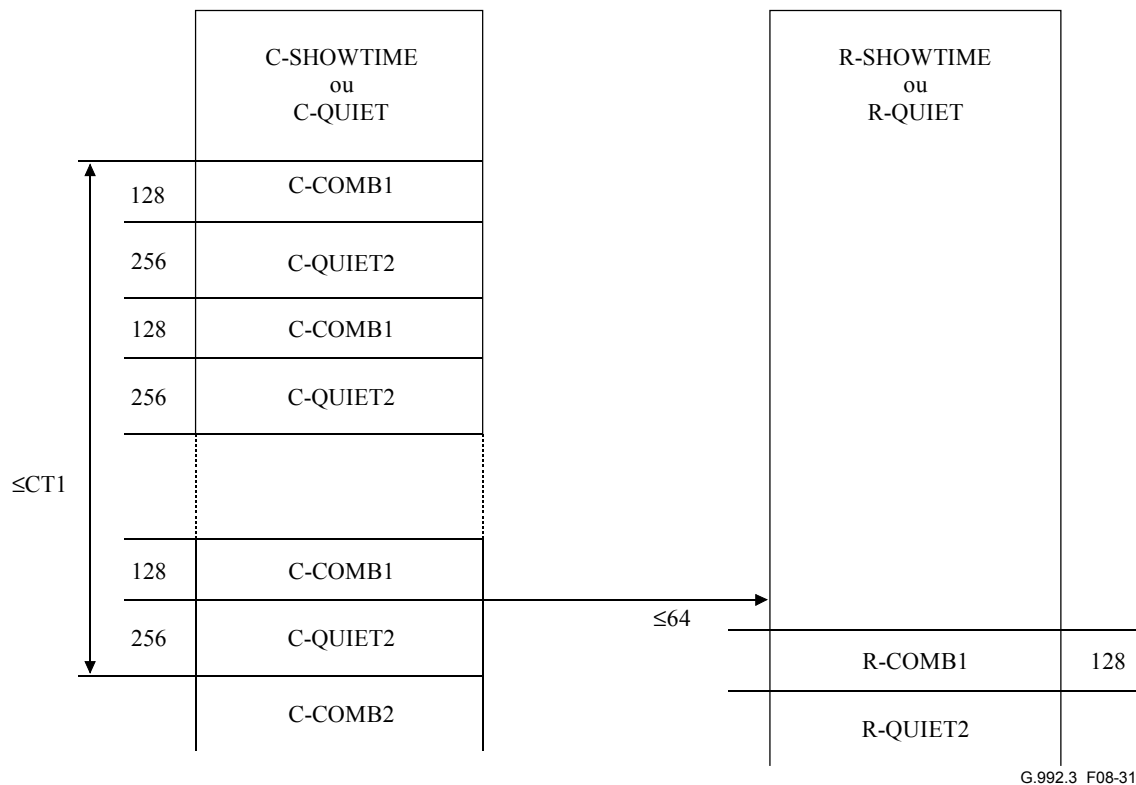 C-SHOWTIME
ou
C-QUIET
R-SHOWTIME
ou
R-QUIET
128
C-COMB1
256
C-QUIET2
128
C-COMB1
256
C-QUIET2
≤CT1
128
C-COMB1
≤64
256
C-QUIET2
R-COMB1
128
C-COMB2
R-QUIET2
G.992.3 F08-31